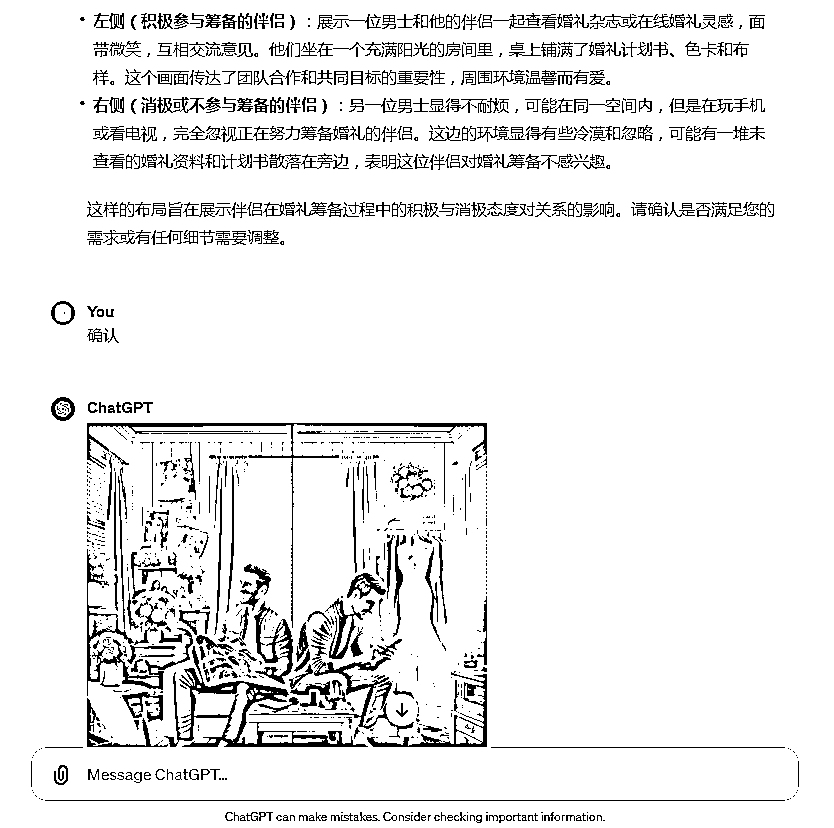 • 左侧（积极参与筹备的伴侣）：展示一位男士和他的伴侣一起查看婚礼杂志或在线婚礼灵感，面
带微笑，互相交流意见。他们坐在一个充满阳光的房间里，桌上铺满了婚礼计划书、色卡和布
样。这个画面传达了团队合作和共同目标的重要性，周围环境温馨而有爱。
• 右侧（消极或不参与筹备的伴侣）：另一位男士显得不耐烦，可能在同一空间内，但是在玩手机
或看电视，完全忽视正在努力筹备婚礼的伴侣。这边的环境显得有些冷漠和忽略，可能有一堆未
查看的婚礼资料和计划书散落在旁边，表明这位伴侣对婚礼筹备不感兴趣。
这样的布局旨在展示伴侣在婚礼筹备过程中的积极与消极态度对关系的影响。请确认是否满足您的
需求或有任何细节需要调整。
You
确认
ChatGPT
Message ChatGPT...
ChatGPT can make mistakes. Consider checking important information.